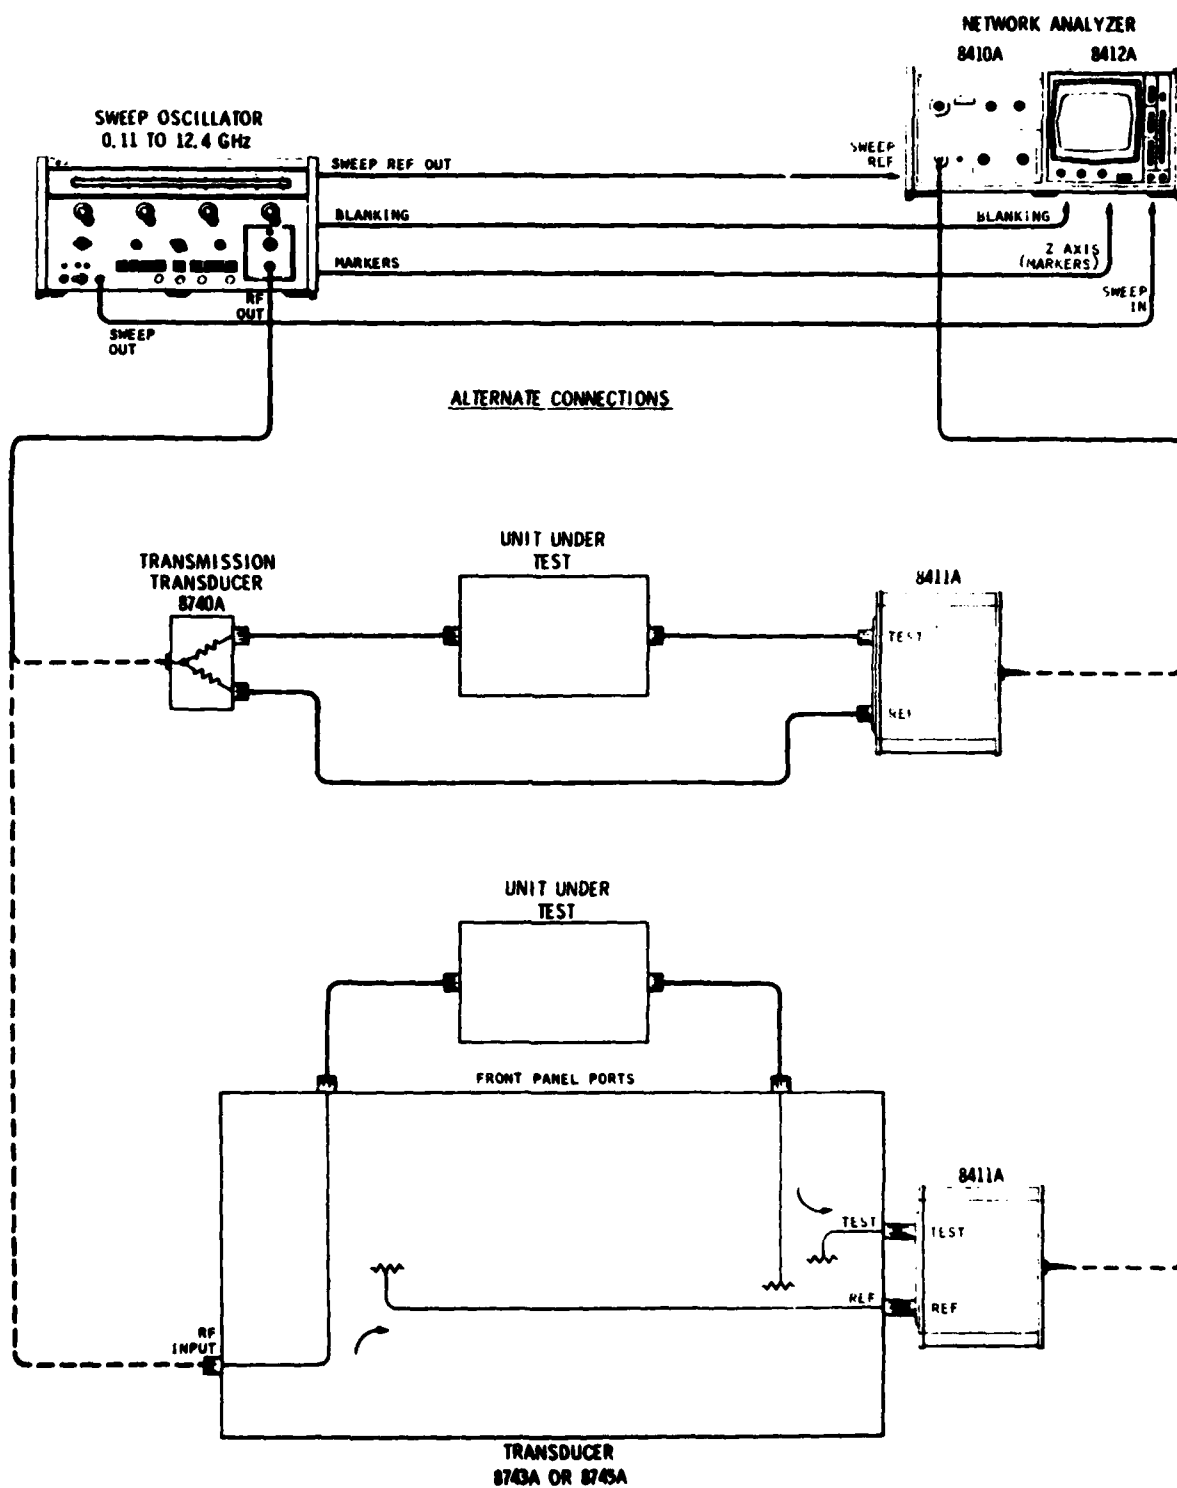 NETWORK ANALYZER
8410A 8412A
SWEEP OSCILLATOR
0.11 TO 12.4 GHz
SWEEP REF OUT
SWEEP
REF
BLANKING
BLANKING
MARKERS
Z AXIS
(MARKERS)
RF
OUT
SWEEP
IN
SWEEP
OUT
ALTERNATE CONNECTIONS
UNIT UNDER
TEST
TRANSMISSION
TRANSDUCER
8740A
8411A
TEST
REF
UNIT UNDER
TEST
FRONT PANEL PORTS
8411A
TEST
TEST
REF
REF
RF
INPUT
TRANSDUCER
8743A OR 8745A